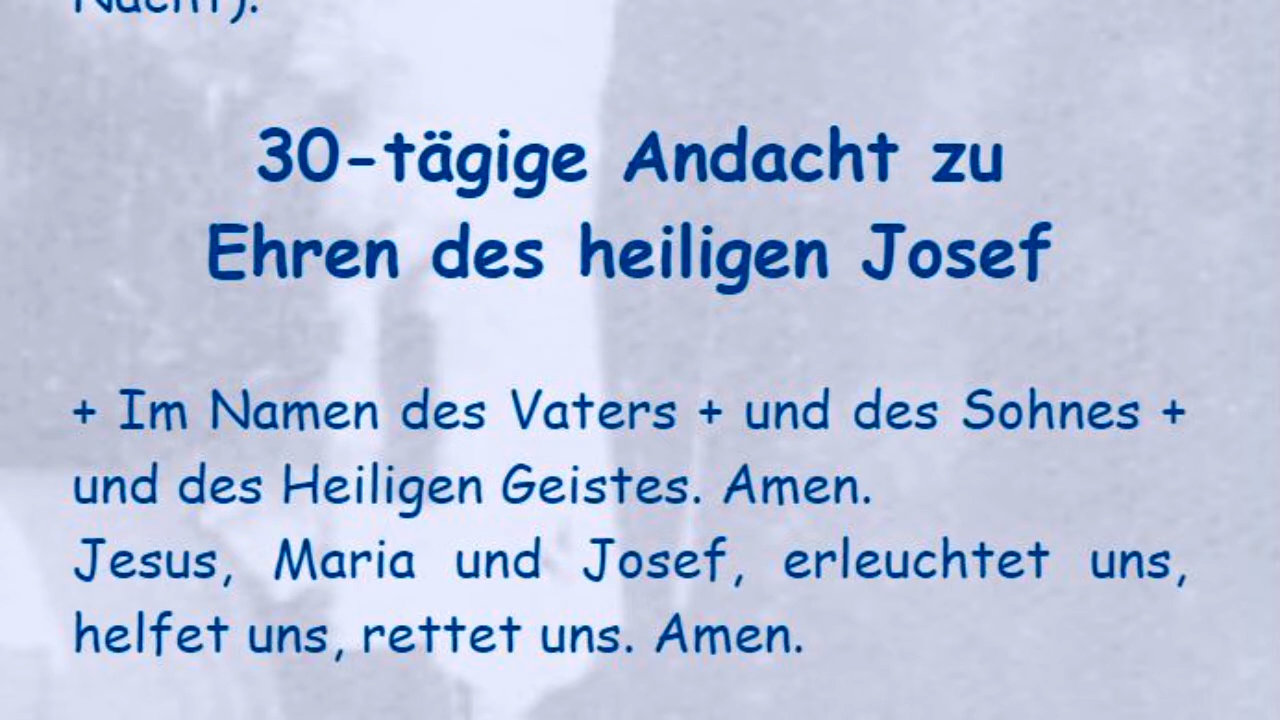 Nacht).
30-tägige Andacht zu
Ehren des heiligen Josef
+ Im Namen des Vaters + und des Sohnes +
und des Heiligen Geistes. Amen.
Jesus, Maria und Josef, erleuchtet uns,
helfet uns, rettet uns. Amen.